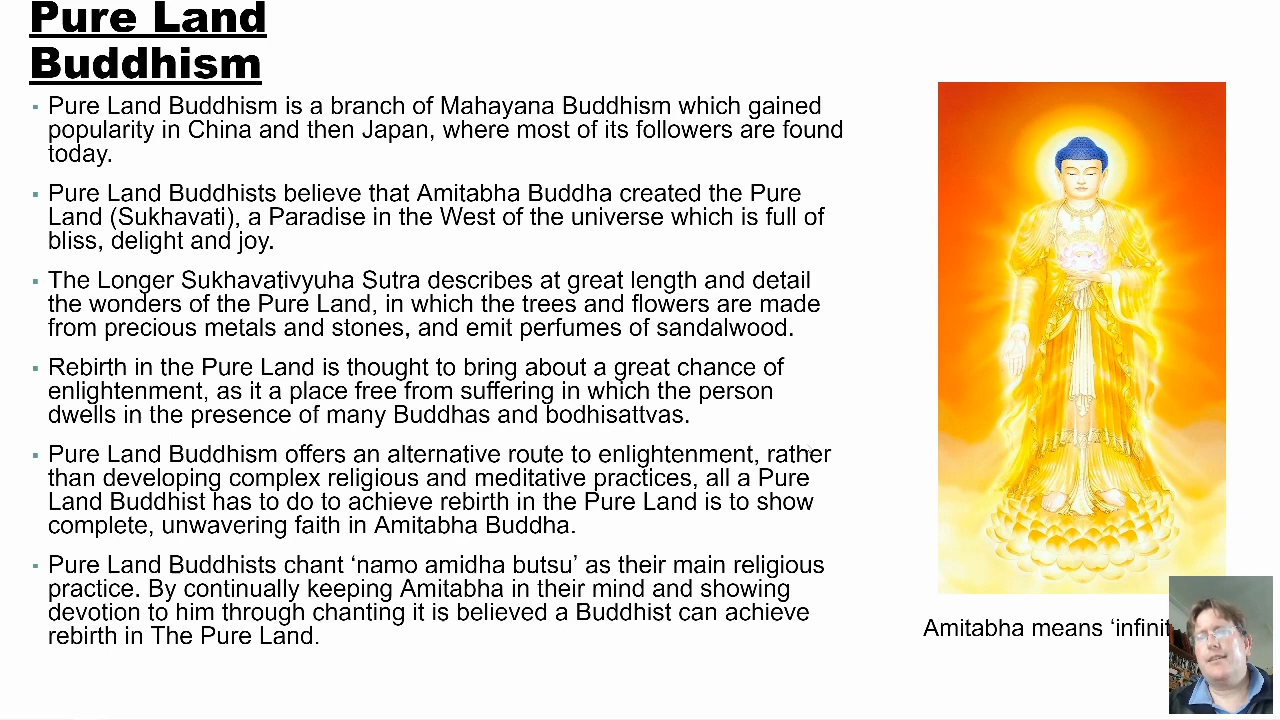 Pure Land
Buddhism
▪ Pure Land Buddhism is a branch of Mahayana Buddhism which gained
popularity in China and then Japan, where most of its followers are found
today.
▪ Pure Land Buddhists believe that Amitabha Buddha created the Pure
Land (Sukhavati), a Paradise in the West of the universe which is full of
bliss, delight and joy.
▪ The Longer Sukhavativyuha Sutra describes at great length and detail
the wonders of the Pure Land, in which the trees and flowers are made
from precious metals and stones, and emit perfumes of sandalwood.
▪ Rebirth in the Pure Land is thought to bring about a great chance of
enlightenment, as it a place free from suffering in which the person
dwells in the presence of many Buddhas and bodhisattvas.
▪ Pure Land Buddhism offers an alternative route to enlightenment, rather
than developing complex religious and meditative practices, all a Pure
Land Buddhist has to do to achieve rebirth in the Pure Land is to show
complete, unwavering faith in Amitabha Buddha.
▪ Pure Land Buddhists chant ‘namo amidha butsu’ as their main religious
practice. By continually keeping Amitabha in their mind and showing
devotion to him through chanting it is believed a Buddhist can achieve
rebirth in The Pure Land.
Amitabha means ‘infinit